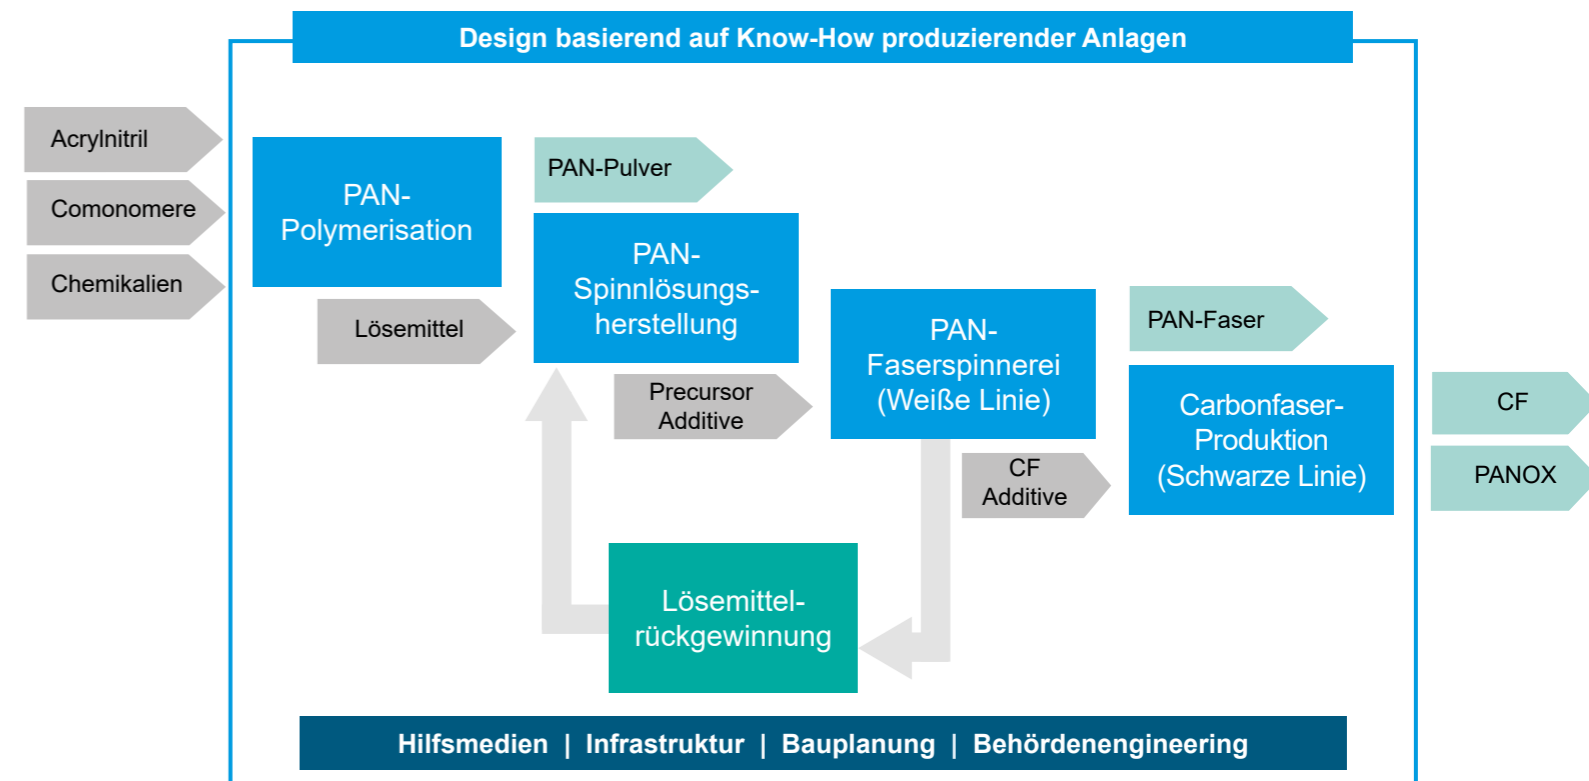 Design basierend auf Know-How produzierender Anlagen
Acrylnitril
Comonomere
Chemikalien
PAN-
Polymerisation
PAN-Pulver
Lösemittel
PAN-
Spinnlösungs-
herstellung
Precursor
Additive
PAN-
Faserspinnerei
(Weiße Linie)
PAN-Faser
CF
Additive
Carbonfaser-
Produktion
(Schwarze Linie)
CF
PANOX
Lösemittel-
rückgewinnung
Hilfsmedien | Infrastruktur | Bauplanung | Behördenengineering